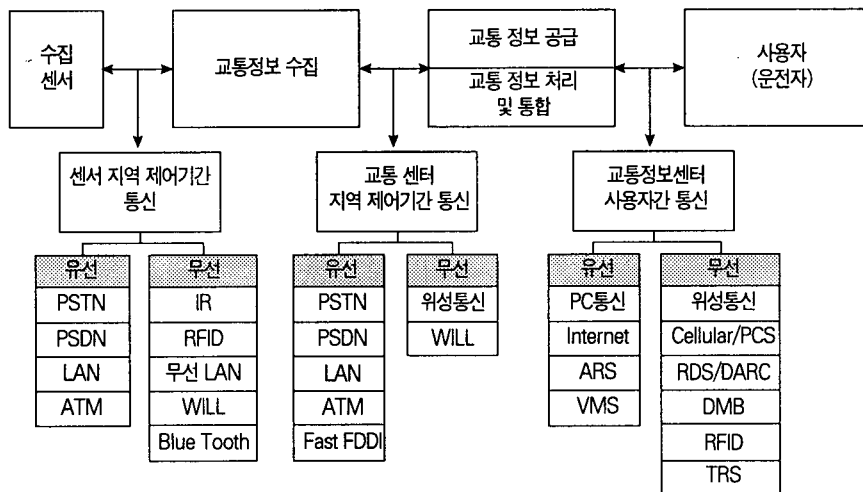 수집
센서
교통정보 수집
교통 정보 공급
교통 정보 처리
및 통합
사용자
(운전자)
센서 지역 제어기간
통신
교통 센터
지역 제어기간 통신
교통정보센터
사용자간 통신
유선
PSTN
PSDN
LAN
ATM
무선
IR
RFID
무선 LAN
WILL
Blue Tooth
유선
PSTN
PSDN
LAN
ATM
Fast FDDI
무선
위성통신
WILL
유선
PC통신
Internet
ARS
VMS
무선
위성통신
Cellular/PCS
RDS/DARC
DMB
RFID
TRS